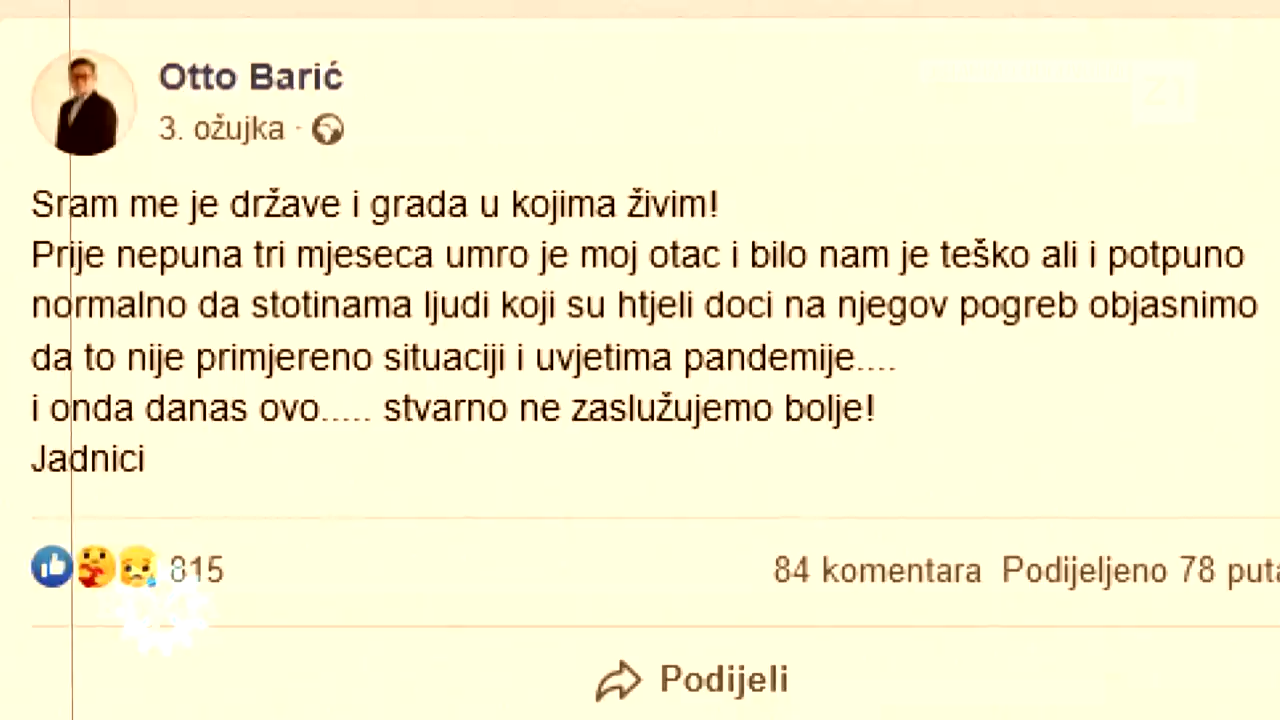 Otto Barić
3. ožujka ·
Sram me je države i grada u kojima živim!
Prije nepuna tri mjeseca umro je moj otac i bilo nam je teško ali i potpuno
normalno da stotinama ljudi koji su htjeli doci na njegov pogreb objasnimo
da to nije primjereno situaciji i uvjetima pandemije....
i onda danas ovo..... stvarno ne zaslužujemo bolje!
Jadnici
815
84 komentara Podijeljeno 78 puta
Podijeli